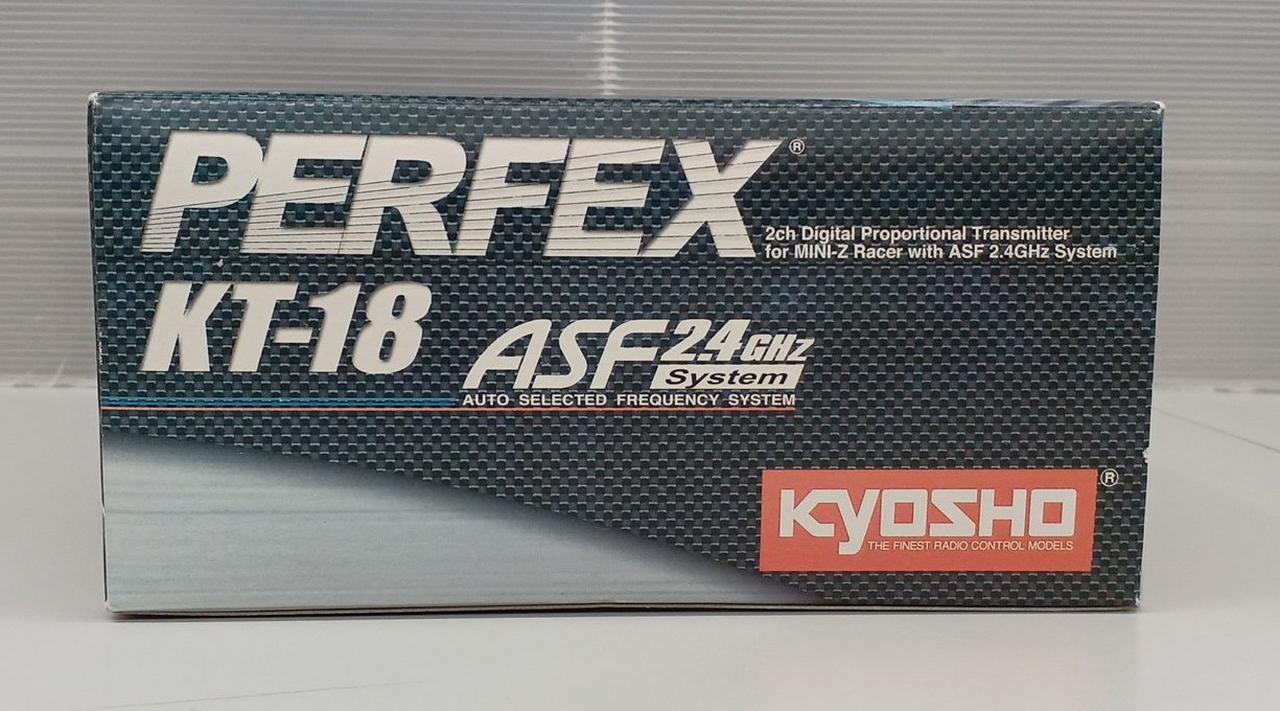 PERFEX®
2ch Digital Proportional Transmitter
for MINI-Z Racer with ASF 2.4GHz System
KT-18
ASF 2.4GHz
System
AUTO SELECTED FREQUENCY SYSTEM
KYOSHO®
THE FINEST RADIO CONTROL MODELS